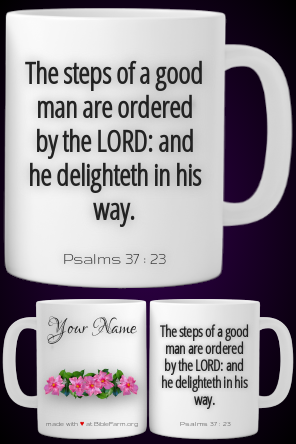 The steps of a good
man are ordered
by the LORD: and
he delighteth in his
way.
Psalms 37 : 23
Your Name
made with ♥ at BibleFarm.org
The steps of a good
man are ordered
by the LORD: and
he delighteth in his
way.
Psalms 37 : 23